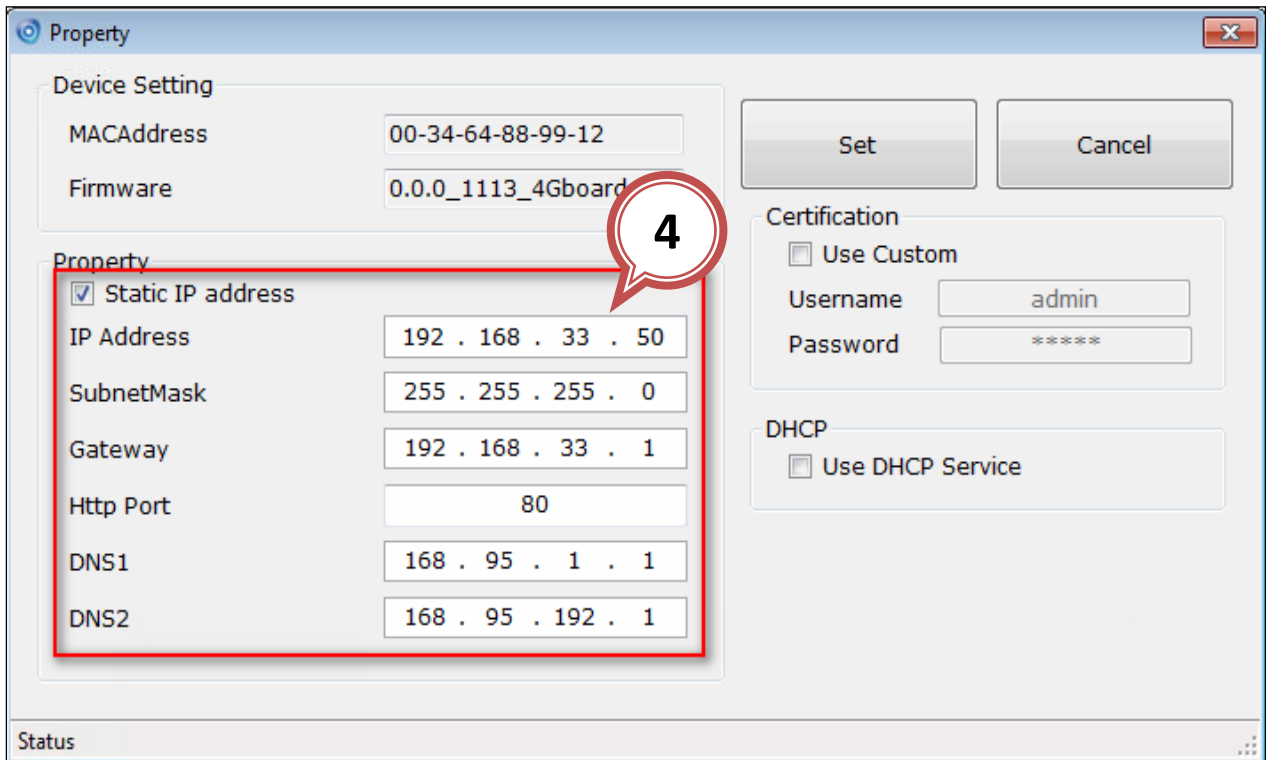 Property
Device Setting
MACAddress 00-34-64-88-99-12
Firmware 0.0.0_1113_4Gboard
4
Property
Static IP address
IP Address 192 . 168 . 33 . 50
SubnetMask 255 . 255 . 255 . 0
Gateway 192 . 168 . 33 . 1
Http Port 80
DNS1 168 . 95 . 1 . 1
DNS2 168 . 95 . 192 . 1
Set Cancel
Certification
Use Custom
Username admin
Password *****
DHCP
Use DHCP Service
Status